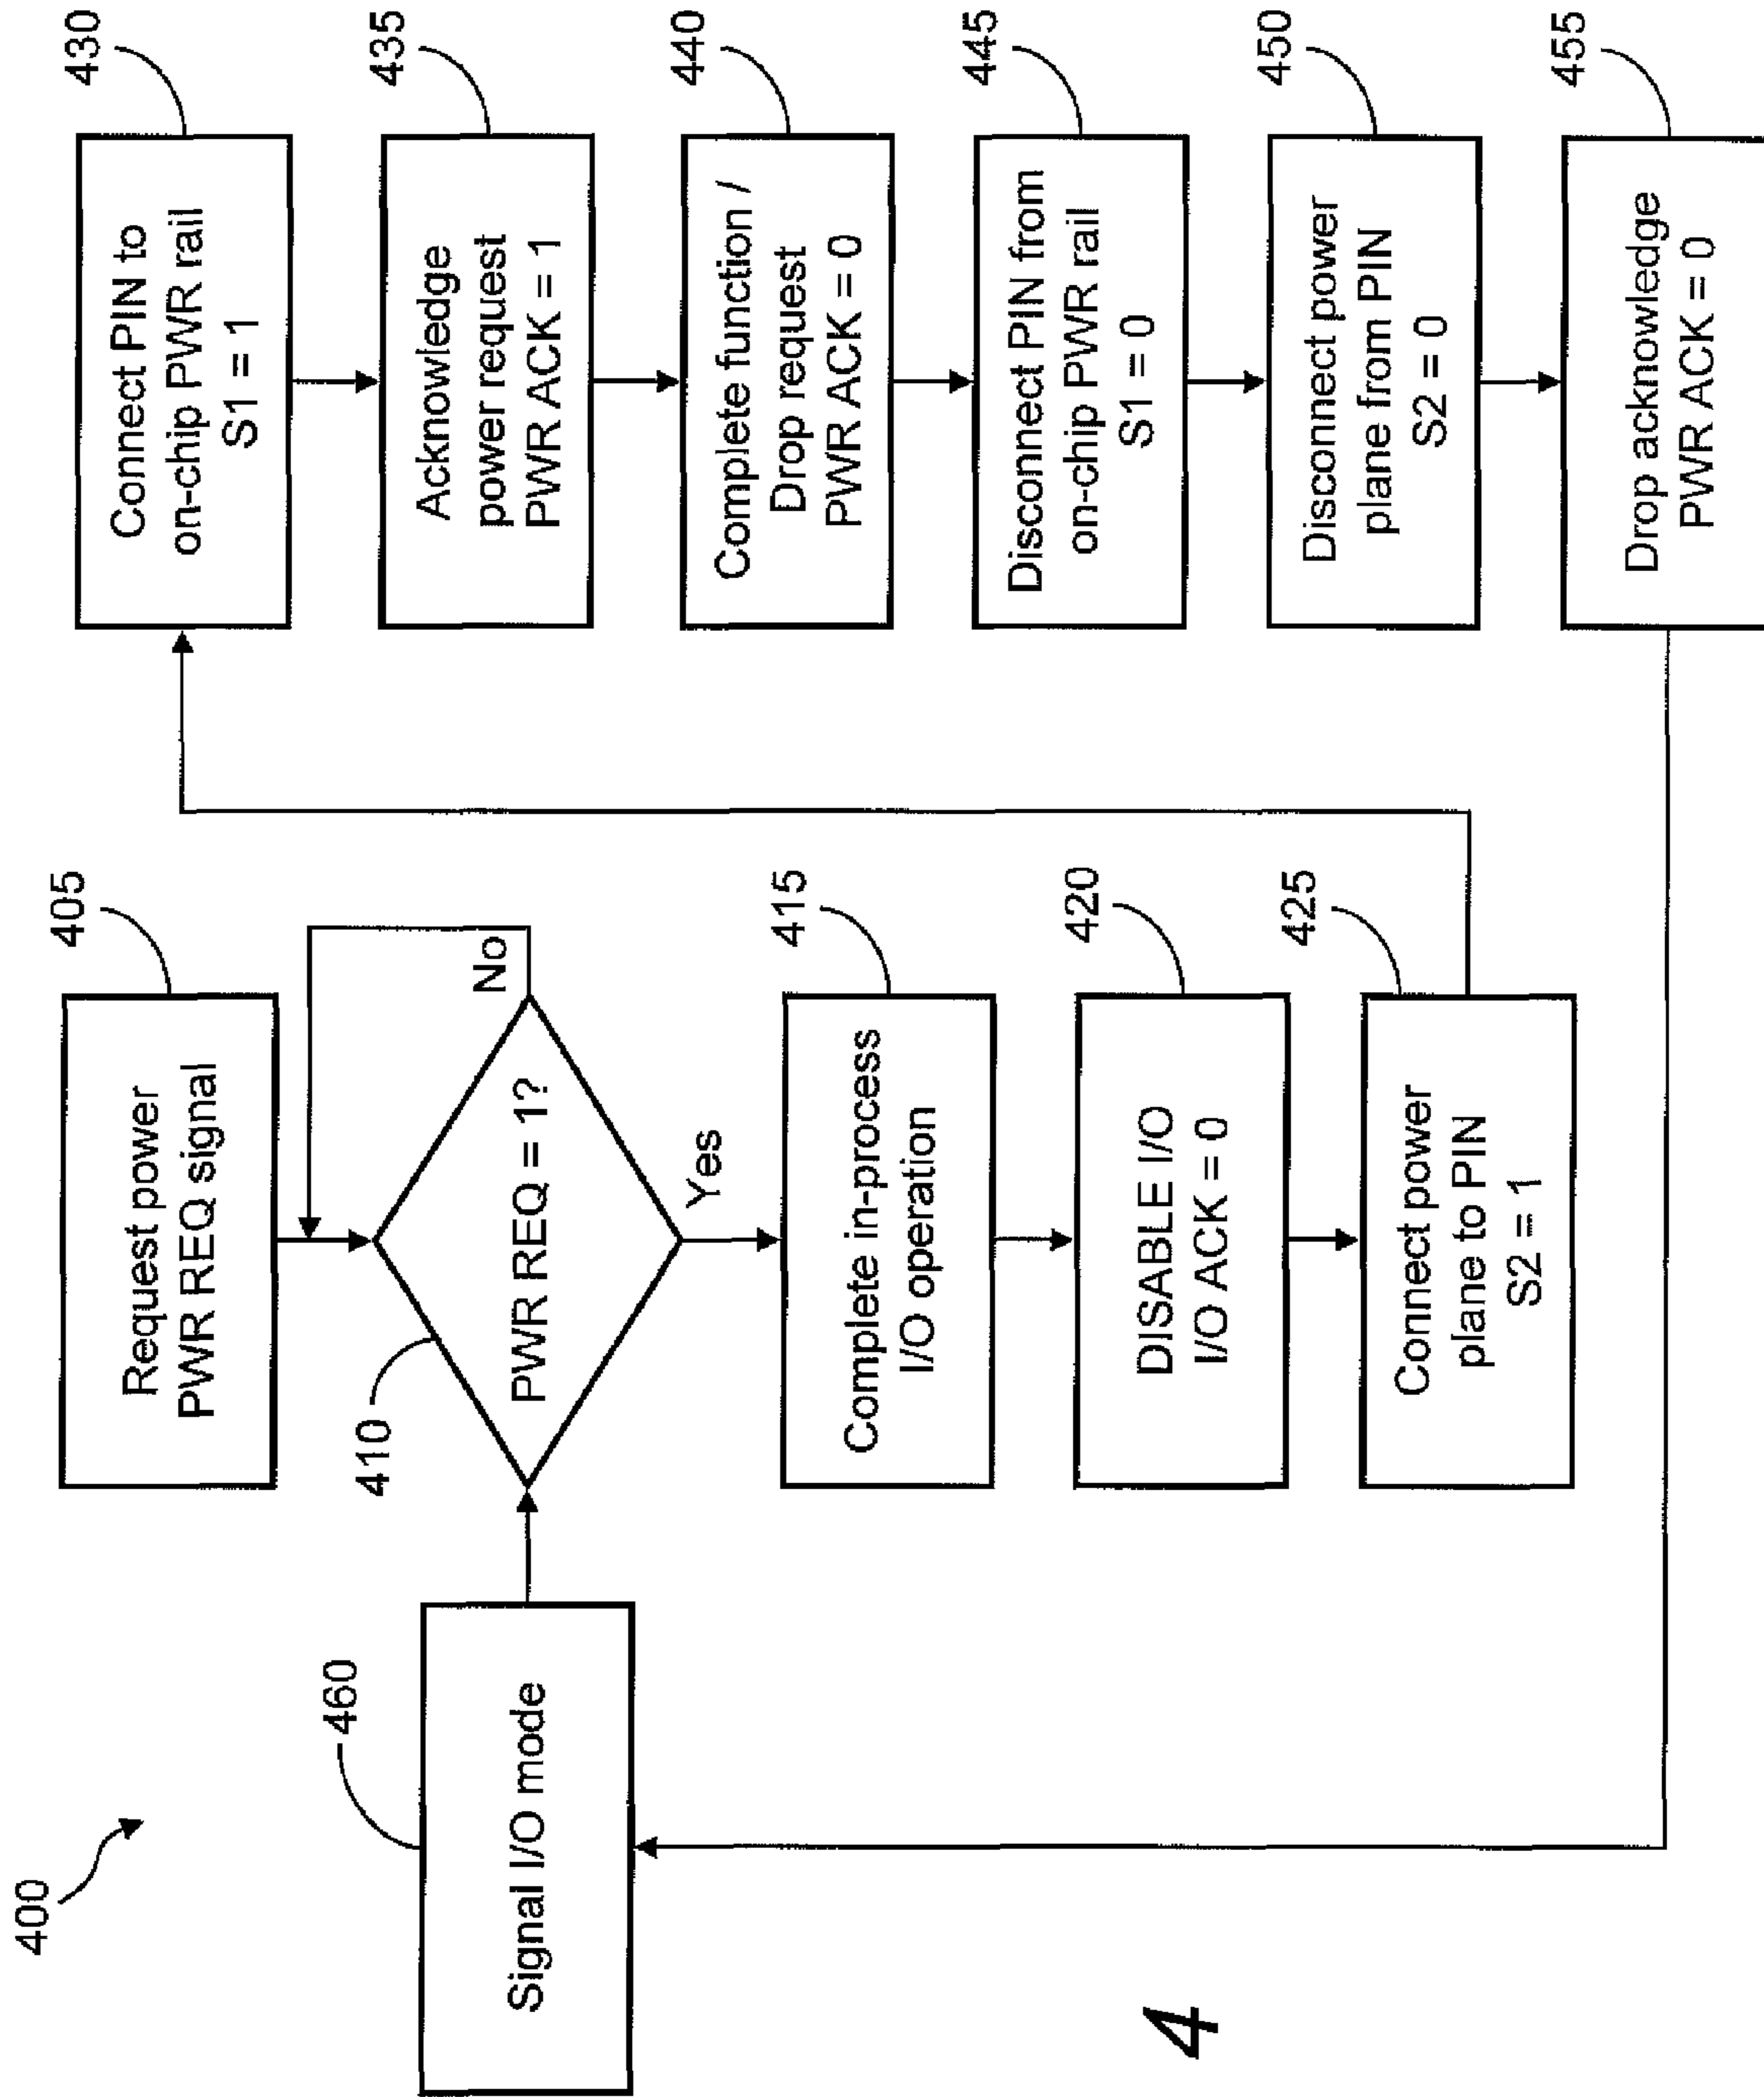 400
Request power
PWR REQ signal
405
410
PWR REQ = 1?
No
Yes
Complete in-process
I/O operation
415
DISABLE I/O
I/O ACK = 0
420
Connect power
plane to PIN
S2 = 1
425
Connect PIN to
on-chip PWR rail
S1 = 1
430
Acknowledge
power request
PWR ACK = 1
435
Complete function /
Drop request
PWR ACK = 0
440
Disconnect PIN from
on-chip PWR rail
S1 = 0
445
Disconnect power
plane from PIN
S2 = 0
450
Drop acknowledge
PWR ACK = 0
455
Signal I/O mode
460
4